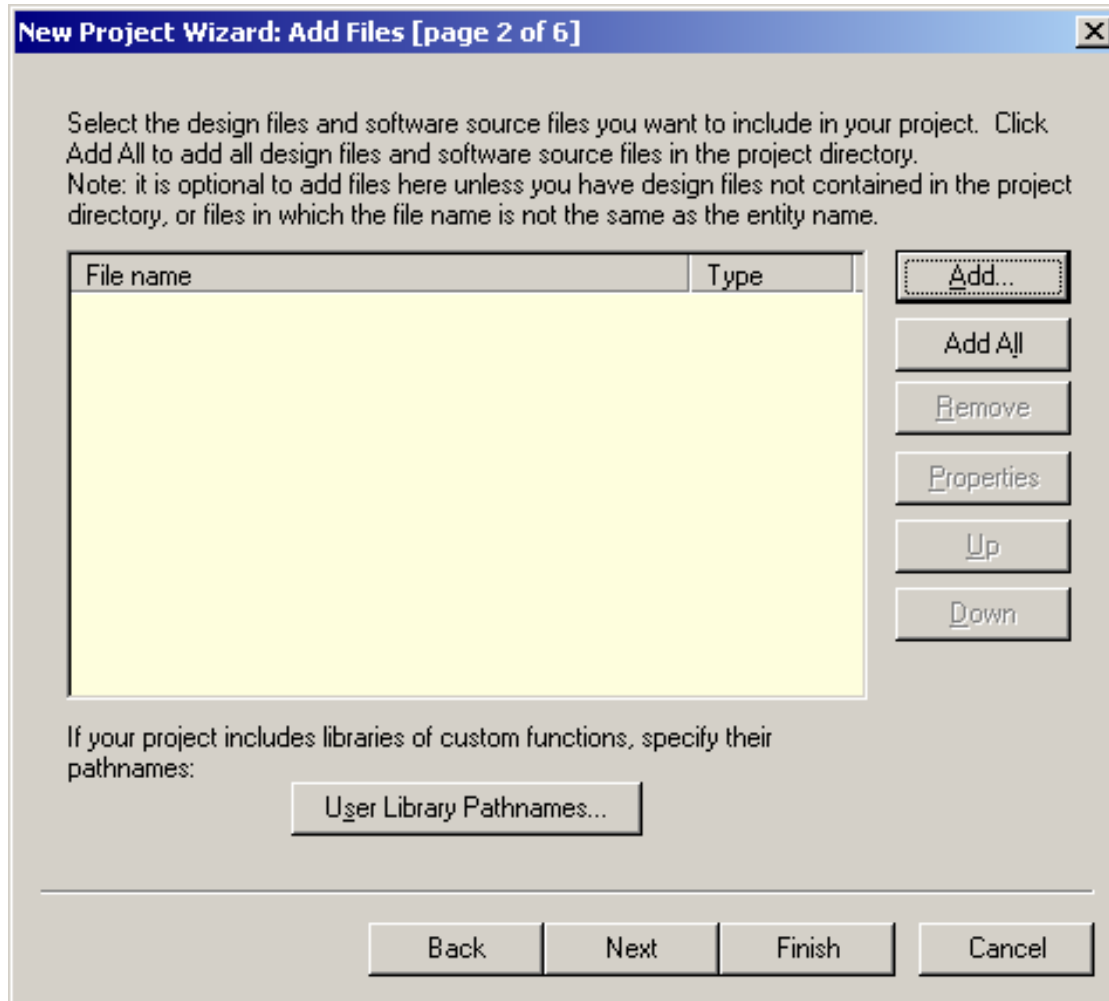 New Project Wizard: Add Files [page 2 of 6]
Select the design files and software source files you want to include in your project. Click
Add All to add all design files and software source files in the project directory.
Note: it is optional to add files here unless you have design files not contained in the project
directory, or files in which the file name is not the same as the entity name.
File name Type
Add...
Add All
Remove
Properties
Up
Down
If your project includes libraries of custom functions, specify their
pathnames:
User Library Pathnames...
Back Next Finish Cancel